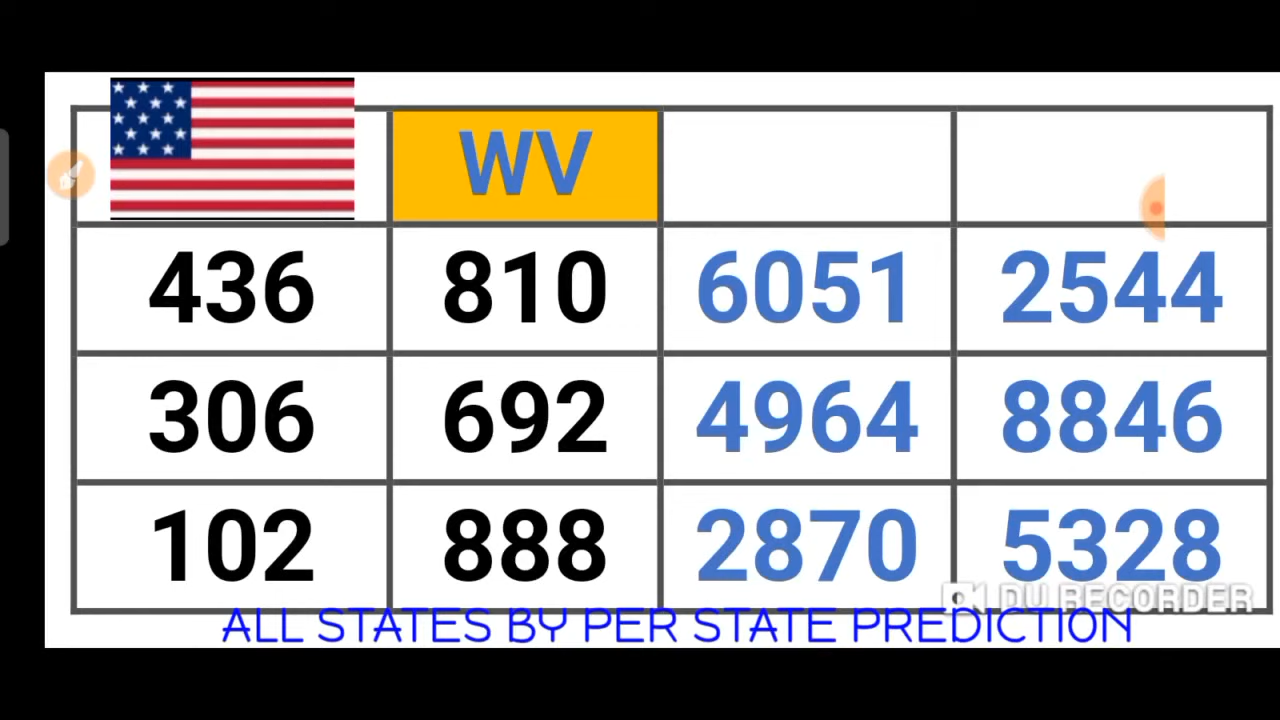 WV
436 810 6051 2544
306 692 4964 8846
102 888 2870 5328
DU RECORDER
ALL STATES BY PER STATE PREDICTION